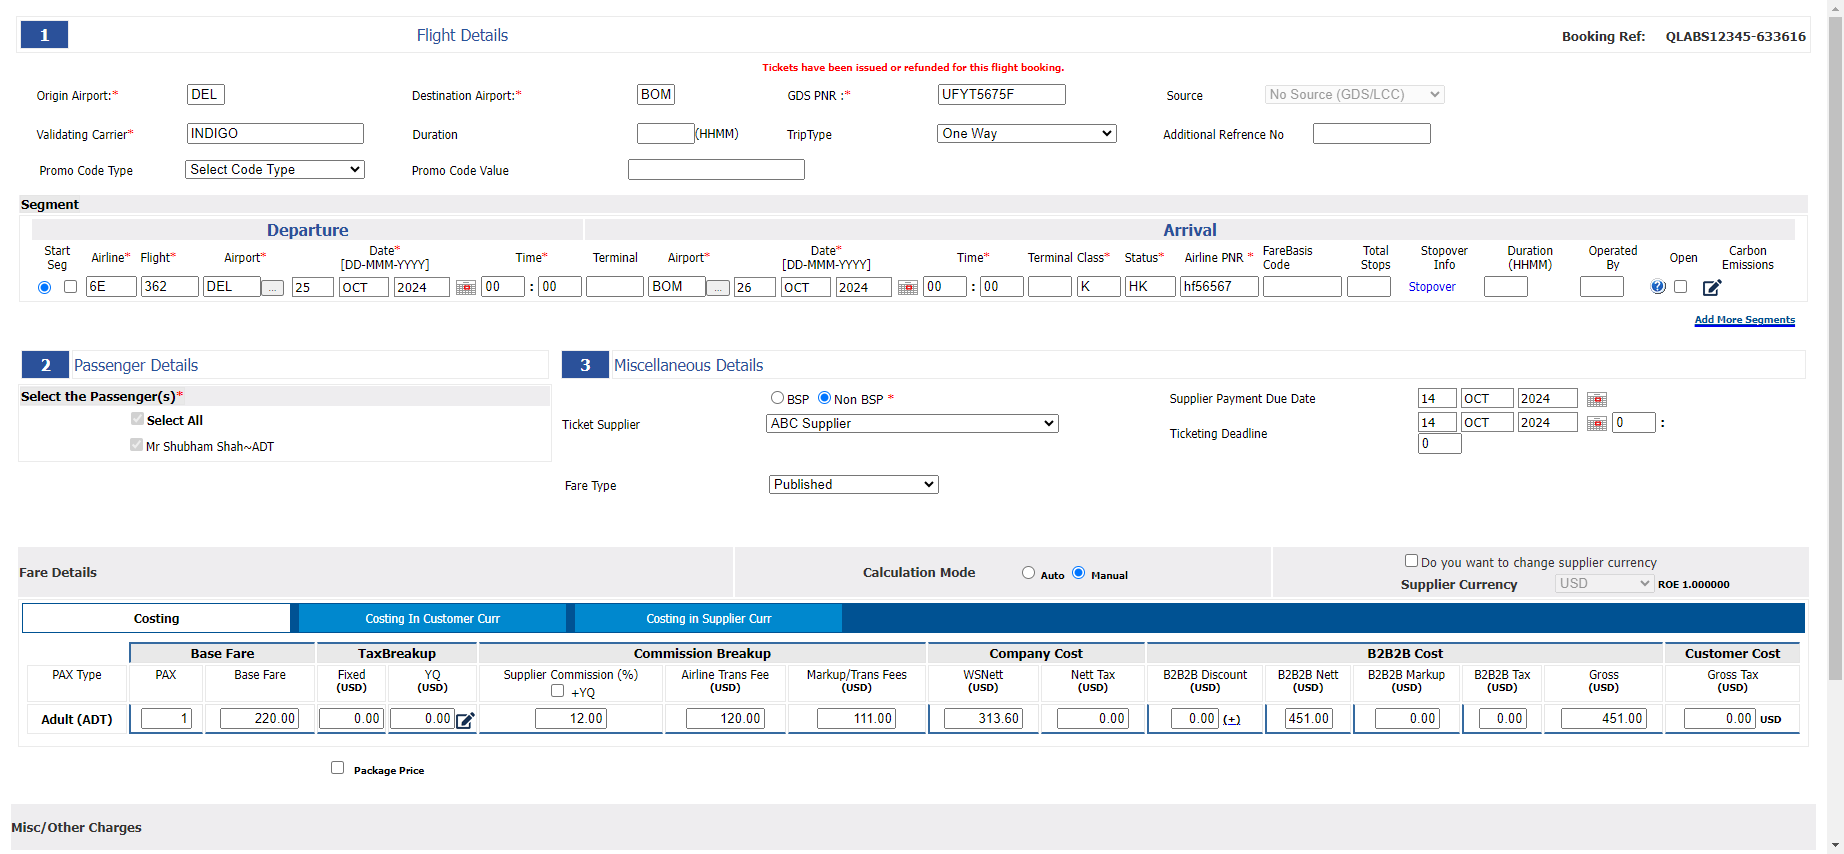 1 Flight Details Booking Ref: QLABS12345-633616
Tickets have been issued or refunded for this flight booking.
Origin Airport:* DEL Destination Airport:* BOM GDS PNR :* UFYT5675F Source No Source (GDS/LCC)
Validating Carrier* INDIGO Duration (HHMM) TripType One Way Additional Refrence No
Promo Code Type Select Code Type Promo Code Value
Segment
Departure Arrival
Start Seg Airline* Flight* Airport* Date* [DD-MMM-YYYY] Time* Terminal Airport* Date* [DD-MMM-YYYY] Time* Terminal Class* Status* Airline PNR * FareBasis Code Total Stops Stopover Info Duration (HHMM) Operated By Open Carbon Emissions
6E 362 DEL ... 25 OCT 2024 00 : 00 BOM ... 26 OCT 2024 00 : 00 K HK hf56567 Stopover ?
Add More Segments
2 Passenger Details
Select the Passenger(s)*
Select All
Mr Shubham Shah~ADT
3 Miscellaneous Details
BSP Non BSP * Supplier Payment Due Date 14 OCT 2024
Ticket Supplier ABC Supplier Ticketing Deadline 14 OCT 2024 0 :
0
Fare Type Published
Do you want to change supplier currency
Fare Details Calculation Mode Auto Manual Supplier Currency USD ROE 1.000000
Costing Costing In Customer Curr Costing in Supplier Curr
Base Fare TaxBreakup Commission Breakup Company Cost B2B2B Cost Customer Cost
PAX Type PAX Base Fare Fixed (USD) YQ (USD) Supplier Commission (%) +YQ Airline Trans Fee (USD) Markup/Trans Fees (USD) WSNett (USD) Nett Tax (USD) B2B2B Discount (USD) B2B2B Nett (USD) B2B2B Markup (USD) B2B2B Tax (USD) Gross (USD) Gross Tax (USD)
Adult (ADT) 1 220.00 0.00 0.00 12.00 120.00 111.00 313.60 0.00 0.00 (+) 451.00 0.00 0.00 451.00 0.00 USD
Package Price
Misc/Other Charges